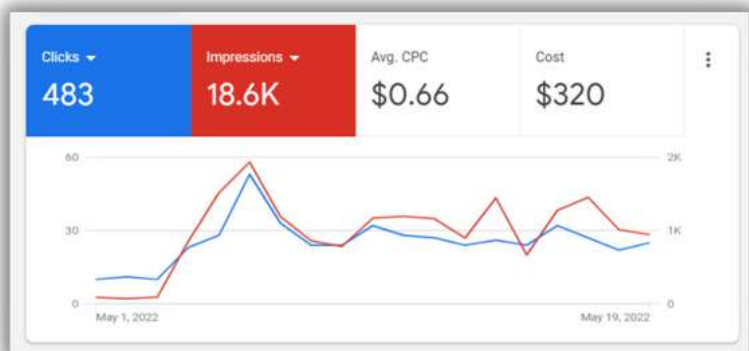 Clicks Impressions Avg. CPC Cost
483 18.6K $0.66 $320
60 2K
30 1K
0 0
May 1, 2022 May 19, 2022